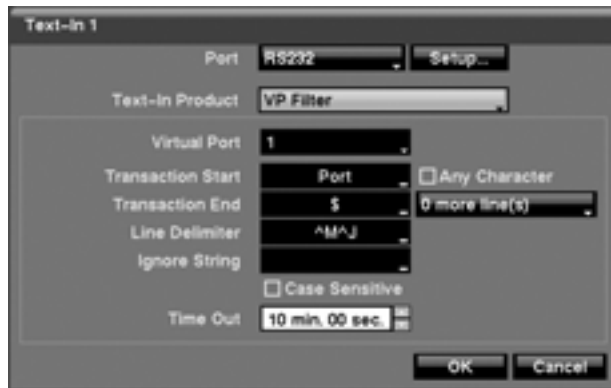 Text-In 1
Port RS232 Setup...
Text-In Product VP Filter
Virtual Port 1
Transaction Start Port Any Character
Transaction End $ 0 more line(s)
Line Delimiter ^M^J
Ignore String
Case Sensitive
Time Out 10 min. 00 sec.
OK Cancel